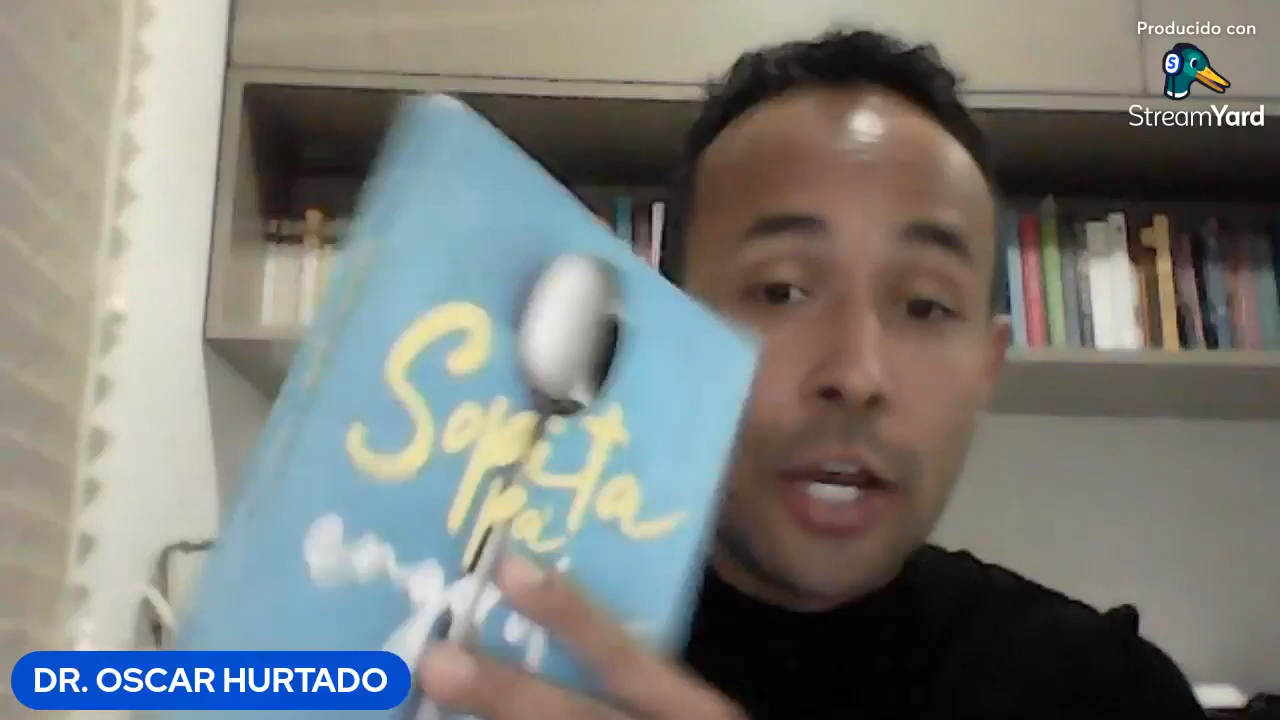 Producido con
S
StreamYard
Sopita
pa'
DR. OSCAR HURTADO